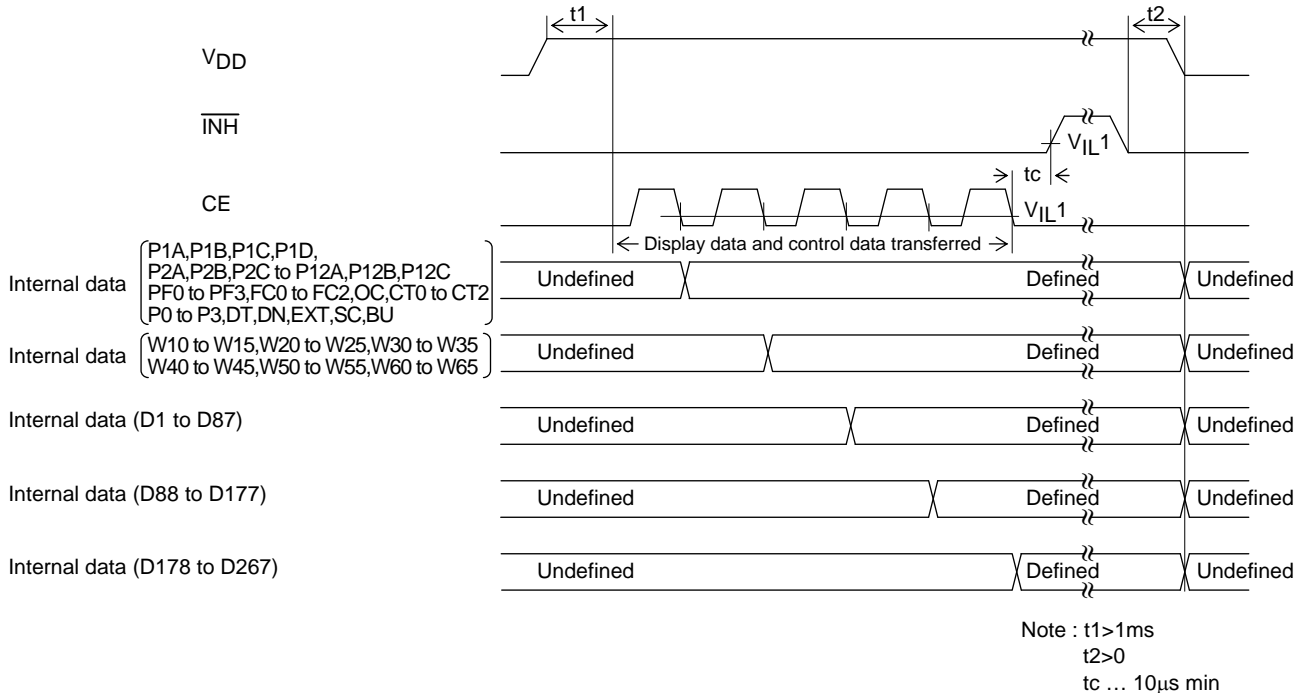 t1
t2
VDD
INH
VIL1
tc
CE
VIL1
Display data and control data transferred
Internal data
P1A,P1B,P1C,P1D,
P2A,P2B,P2C to P12A,P12B,P12C
PF0 to PF3,FC0 to FC2,OC,CT0 to CT2
P0 to P3,DT,DN,EXT,SC,BU
Undefined
Defined
Undefined
Internal data
W10 to W15,W20 to W25,W30 to W35
W40 to W45,W50 to W55,W60 to W65
Undefined
Defined
Undefined
Internal data (D1 to D87)
Undefined
Defined
Undefined
Internal data (D88 to D177)
Undefined
Defined
Undefined
Internal data (D178 to D267)
Undefined
Defined
Undefined
Note : t1>1ms
t2>0
tc … 10μs min